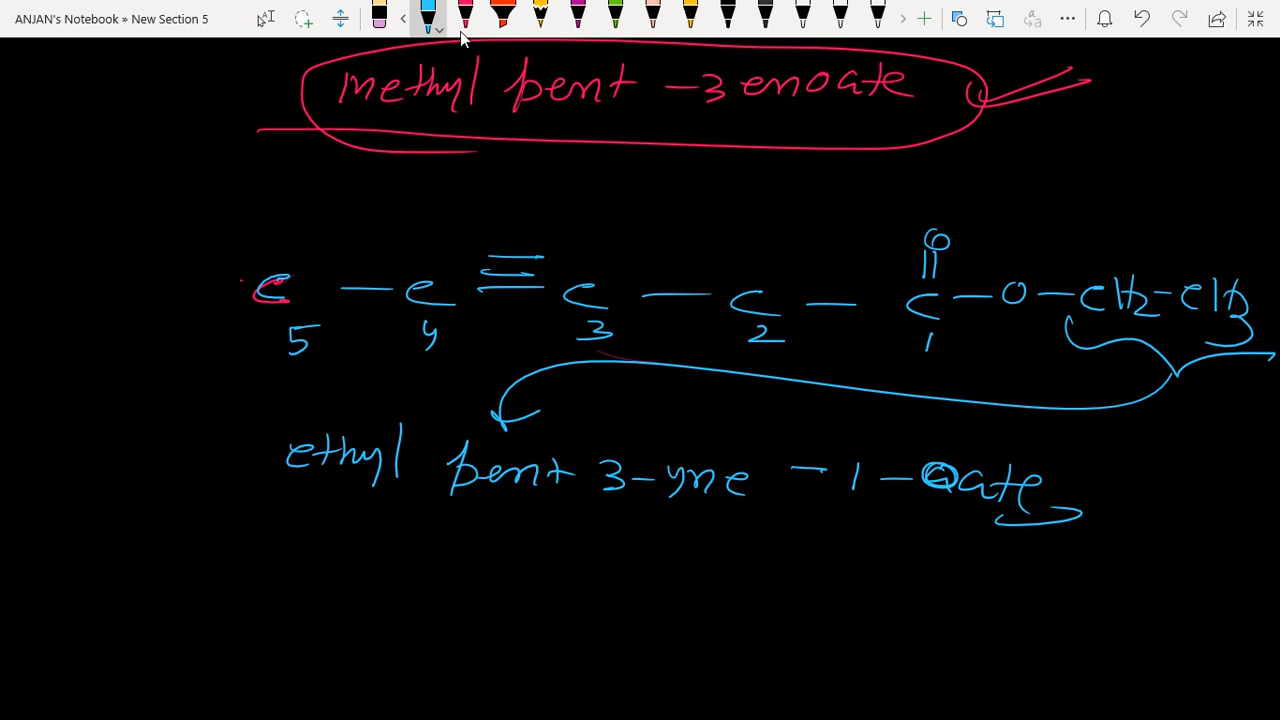 ANJAN's Notebook » New Section 5
methyl pent -3 enoate
O
C - C ≡ C - C - C - O - CH2 - CH3
5 4 3 2 1
ethyl pent 3-yne -1-oate